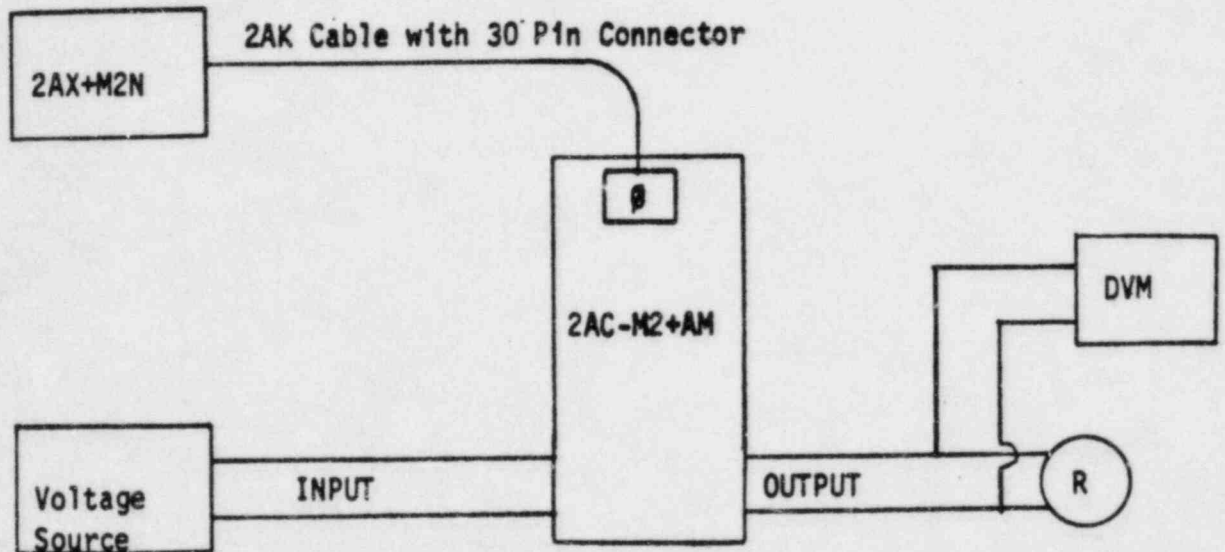 2AK Cable with 30 Pin Connector
2AX+M2N
ø
2AC-M2+AM
DVM
Voltage
Source
INPUT
OUTPUT
R